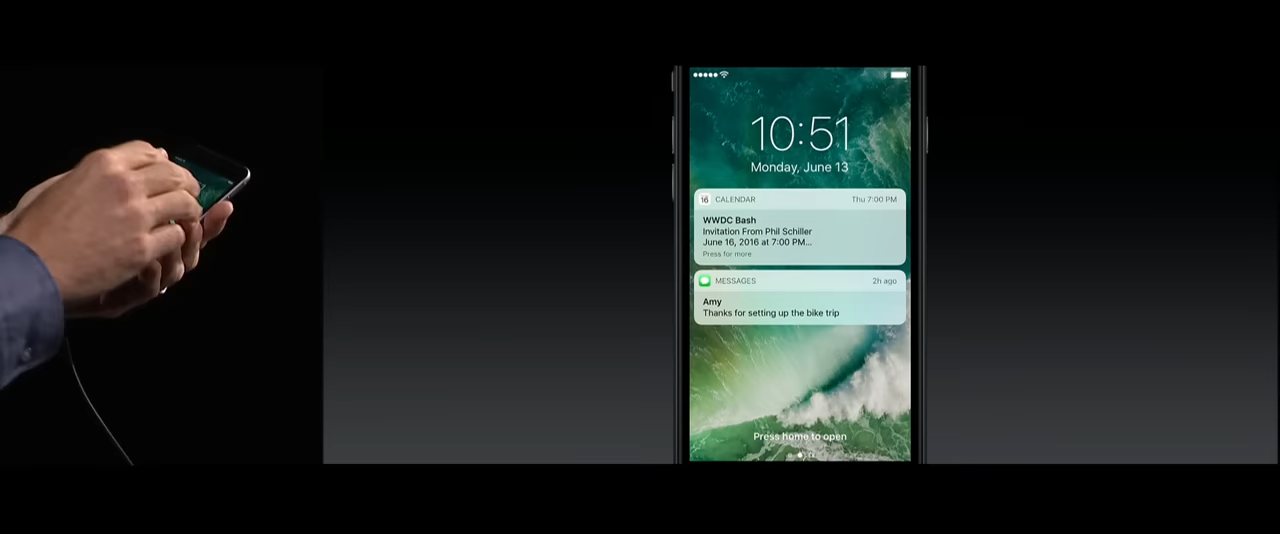 10:51
Monday, June 13
16 CALENDAR Thu 7:00 PM
WWDC Bash
Invitation From Phil Schiller
June 16, 2016 at 7:00 PM...
Press for more
MESSAGES 2h ago
Amy
Thanks for setting up the bike trip
Press home to open